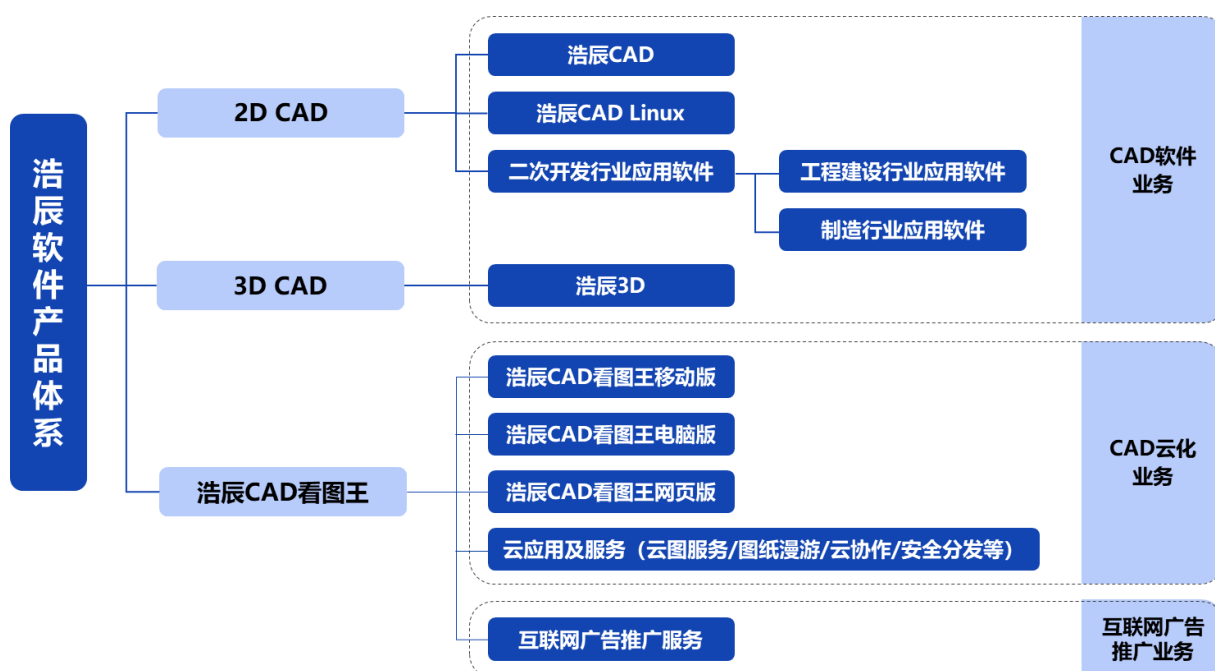 浩辰软件产品体系
2D CAD
浩辰CAD
浩辰CAD Linux
二次开发行业应用软件
工程建设行业应用软件
制造行业应用软件
3D CAD
浩辰3D
CAD软件
业务
浩辰CAD看图王
浩辰CAD看图王移动版
浩辰CAD看图王电脑版
浩辰CAD看图王网页版
云应用及服务（云图服务/图纸漫游/云协作/安全分发等）
CAD云化
业务
互联网广告推广服务
互联网广告
推广业务